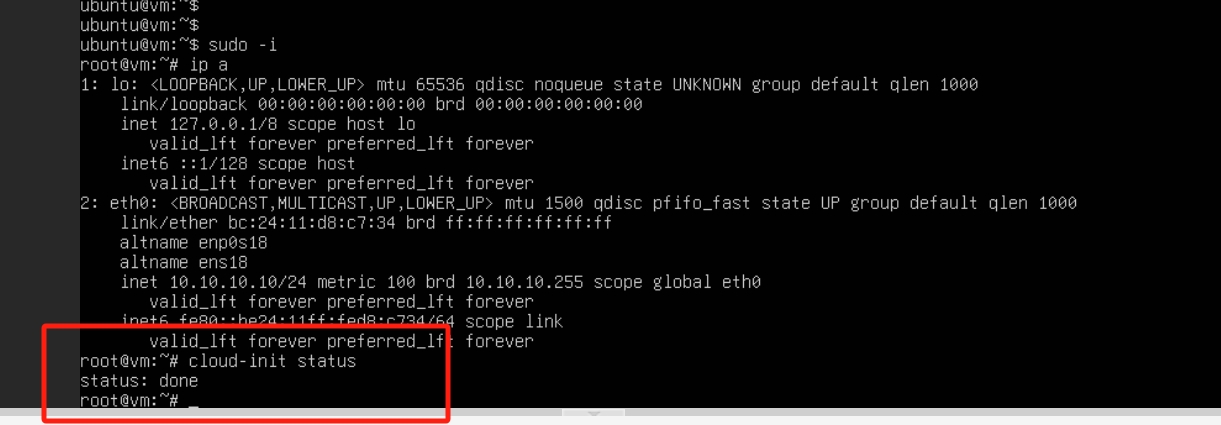 ubuntu@vm:~$
ubuntu@vm:~$
ubuntu@vm:~$ sudo -i
root@vm:~# ip a
1: lo: <LOOPBACK,UP,LOWER_UP> mtu 65536 qdisc noqueue state UNKNOWN group default qlen 1000
    link/loopback 00:00:00:00:00:00 brd 00:00:00:00:00:00
    inet 127.0.0.1/8 scope host lo
       valid_lft forever preferred_lft forever
    inet6 ::1/128 scope host
       valid_lft forever preferred_lft forever
2: eth0: <BROADCAST,MULTICAST,UP,LOWER_UP> mtu 1500 qdisc pfifo_fast state UP group default qlen 1000
    link/ether bc:24:11:d8:c7:34 brd ff:ff:ff:ff:ff:ff
    altname enp0s18
    altname ens18
    inet 10.10.10.10/24 metric 100 brd 10.10.10.255 scope global eth0
       valid_lft forever preferred_lft forever
    inet6 fe80::be24:11ff:fed8:c734/64 scope link
       valid_lft forever preferred_lft forever
root@vm:~# cloud-init status
status: done
root@vm:~# _